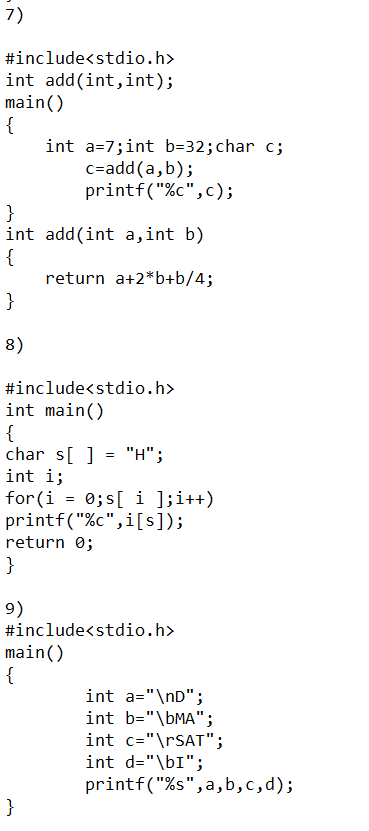 7)

#include<stdio.h>
int add(int,int);
main()
{
    int a=7;int b=32;char c;
        c=add(a,b);
        printf("%c",c);
}
int add(int a,int b)
{
    return a+2*b+b/4;
}

8)

#include<stdio.h>
int main()
{
char s[ ] = "H";
int i;
for(i = 0;s[ i ];i++)
printf("%c",i[s]);
return 0;
}

9)
#include<stdio.h>
main()
{
        int a="\nD";
        int b="\bMA";
        int c="\rSAT";
        int d="\bI";
        printf("%s",a,b,c,d);
}